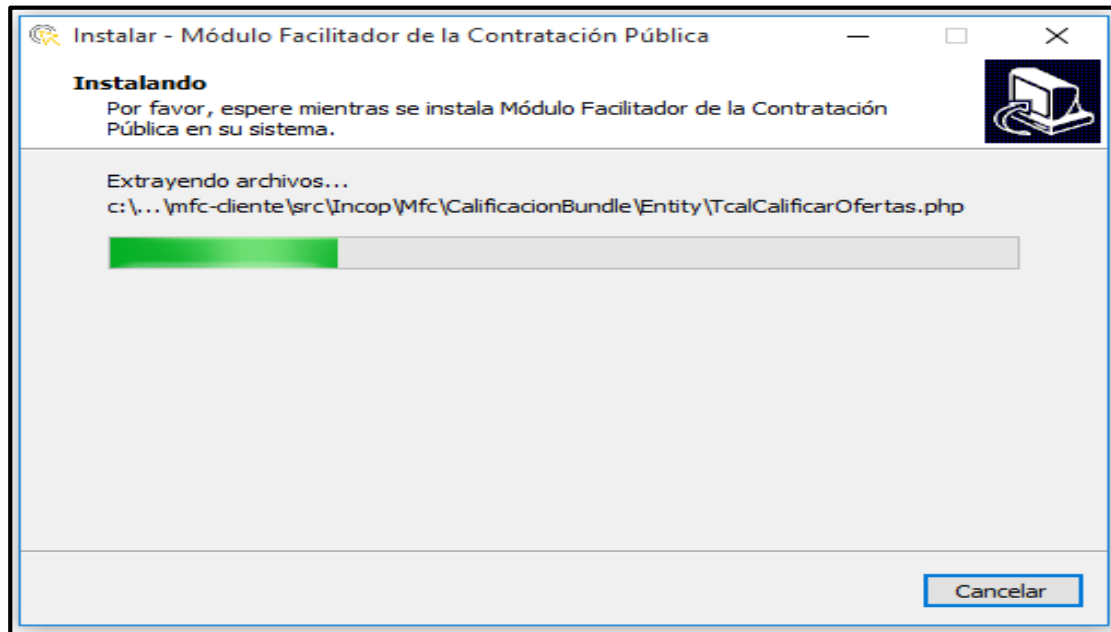 Instalar - Módulo Facilitador de la Contratación Pública
Instalando
Por favor, espere mientras se instala Módulo Facilitador de la Contratación
Pública en su sistema.
Extrayendo archivos...
c:\...\mfc-cliente\src\Incop\Mfc\CalificacionBundle\Entity\TcalCalificarOfertas.php
Cancelar